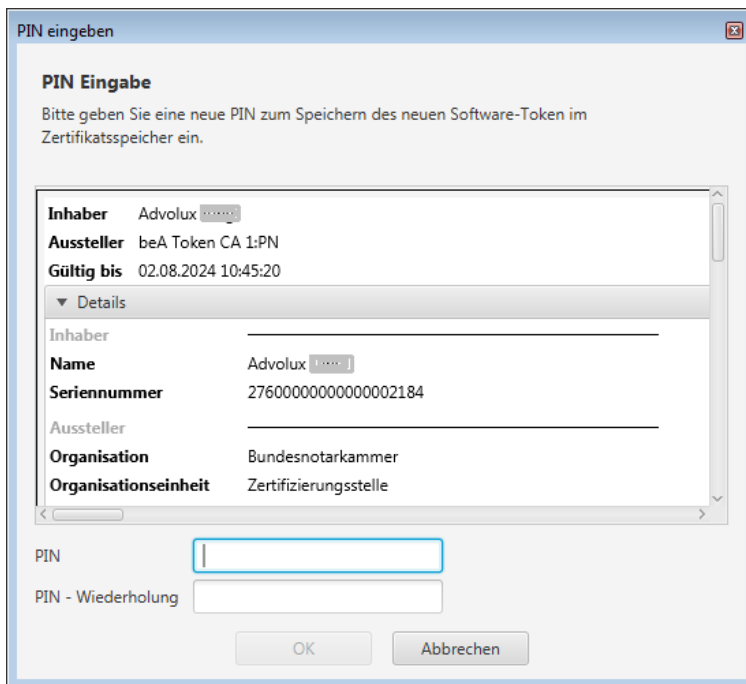 PIN eingeben
PIN Eingabe
Bitte geben Sie eine neue PIN zum Speichern des neuen Software-Token im
Zertifikatsspeicher ein.
Inhaber Advolux
Aussteller beA Token CA 1:PN
Gültig bis 02.08.2024 10:45:20
Details
Inhaber
Name Advolux
Seriennummer 27600000000000002184
Aussteller
Organisation Bundesnotarkammer
Organisationseinheit Zertifizierungsstelle
PIN
PIN - Wiederholung
OK Abbrechen